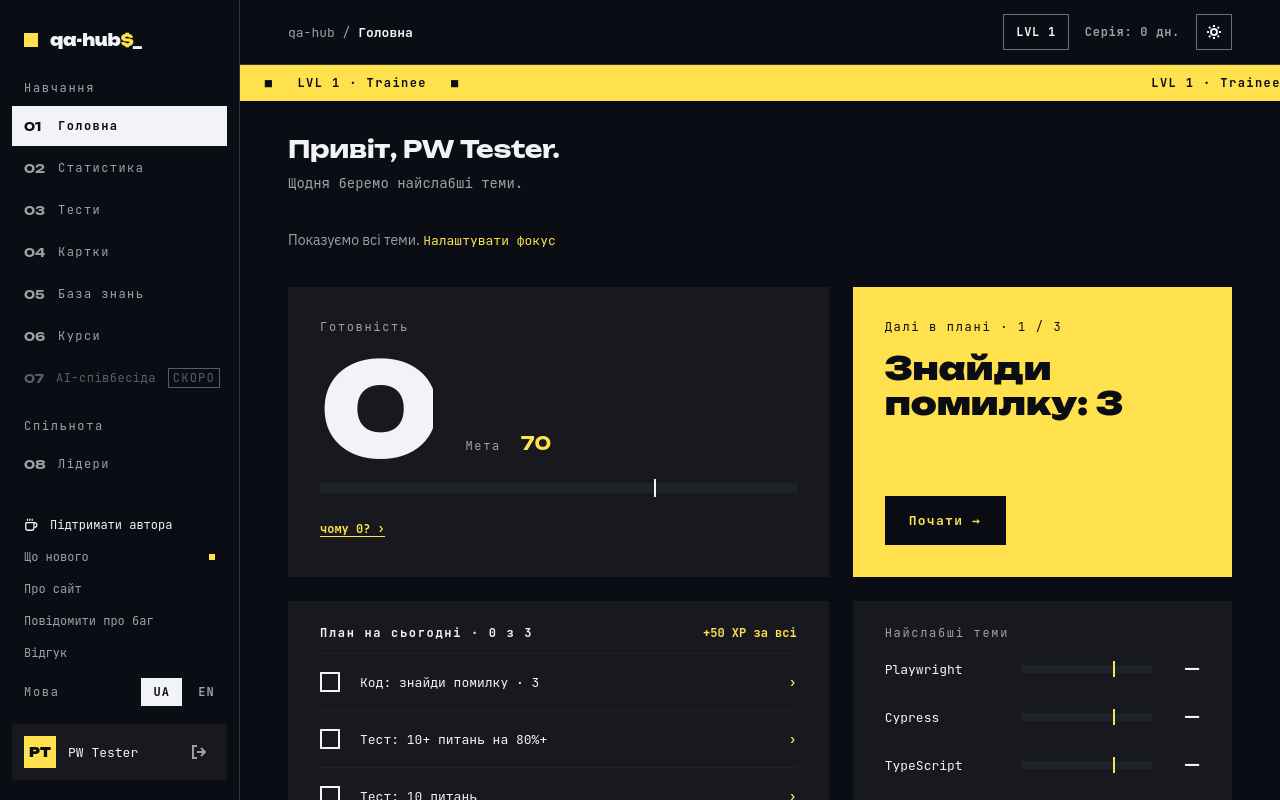 qa-hub$_
Навчання
01 Головна
02 Статистика
03 Тести
04 Картки
05 База знань
06 Курси
07 AI-співбесіда СКОРО
Спільнота
08 Лідери
Підтримати автора
Що нового
Про сайт
Повідомити про баг
Відгук
Мова UA EN
PT PW Tester
qa-hub / Головна
LVL 1 Серія: 0 дн.
LVL 1 · Trainee LVL 1 · Trainee
Привіт, PW Tester.
Щодня беремо найслабші теми.
Показуємо всі теми. Налаштувати фокус
Готовність
0 Мета 70
чому 0? ›
Далі в плані · 1 / 3
Знайди
помилку: 3
Почати →
План на сьогодні · 0 з 3 +50 XP за всі
Код: знайди помилку · 3 ›
Тест: 10+ питань на 80%+ ›
Тест: 10 питань ›
Найслабші теми
Playwright —
Cypress —
TypeScript —